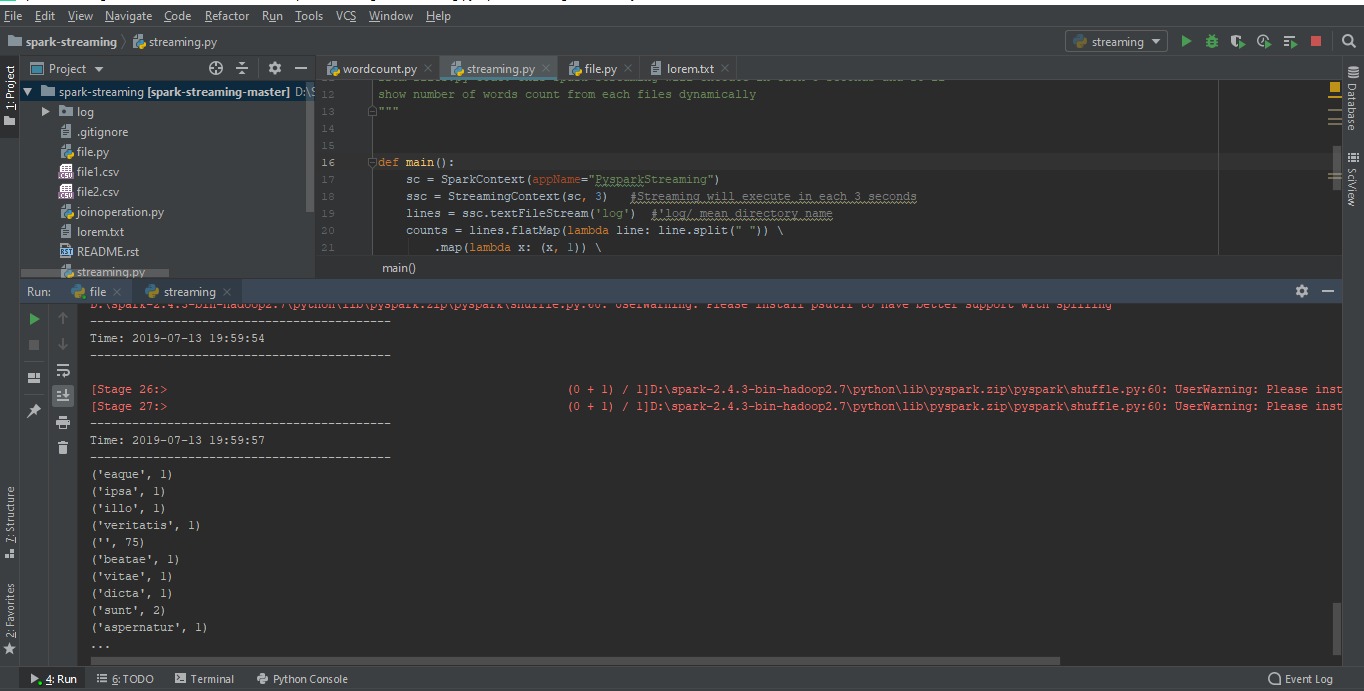 File Edit View Navigate Code Refactor Run Tools VCS Window Help
spark-streaming streaming.py
streaming
1: Project
Project
wordcount.py streaming.py file.py lorem.txt
spark-streaming [spark-streaming-master] D:\S
log
.gitignore
file.py
file1.csv
file2.csv
joinoperation.py
lorem.txt
README.rst
streaming.py
12 show number of words count from each files dynamically
13 """
14
15
16 def main():
17 sc = SparkContext(appName="PysparkStreaming")
18 ssc = StreamingContext(sc, 3) #Streaming will execute in each 3 seconds
19 lines = ssc.textFileStream('log') #'log/ mean directory name
20 counts = lines.flatMap(lambda line: line.split(" ")) \
21 .map(lambda x: (x, 1)) \
main()
Database
SciView
Run: file streaming
D:\spark-2.4.3-bin-hadoop2.7\python\lib\pyspark.zip\pyspark\shuffle.py:60: UserWarning: Please install psutil to have better support with spilling
-------------------------------------------
Time: 2019-07-13 19:59:54
-------------------------------------------
[Stage 26:> (0 + 1) / 1]D:\spark-2.4.3-bin-hadoop2.7\python\lib\pyspark.zip\pyspark\shuffle.py:60: UserWarning: Please inst
[Stage 27:> (0 + 1) / 1]D:\spark-2.4.3-bin-hadoop2.7\python\lib\pyspark.zip\pyspark\shuffle.py:60: UserWarning: Please inst
-------------------------------------------
Time: 2019-07-13 19:59:57
-------------------------------------------
('eaque', 1)
('ipsa', 1)
('illo', 1)
('veritatis', 1)
('', 75)
('beatae', 1)
('vitae', 1)
('dicta', 1)
('sunt', 2)
('aspernatur', 1)
...
7: Structure
2: Favorites
4: Run 6: TODO Terminal Python Console Event Log